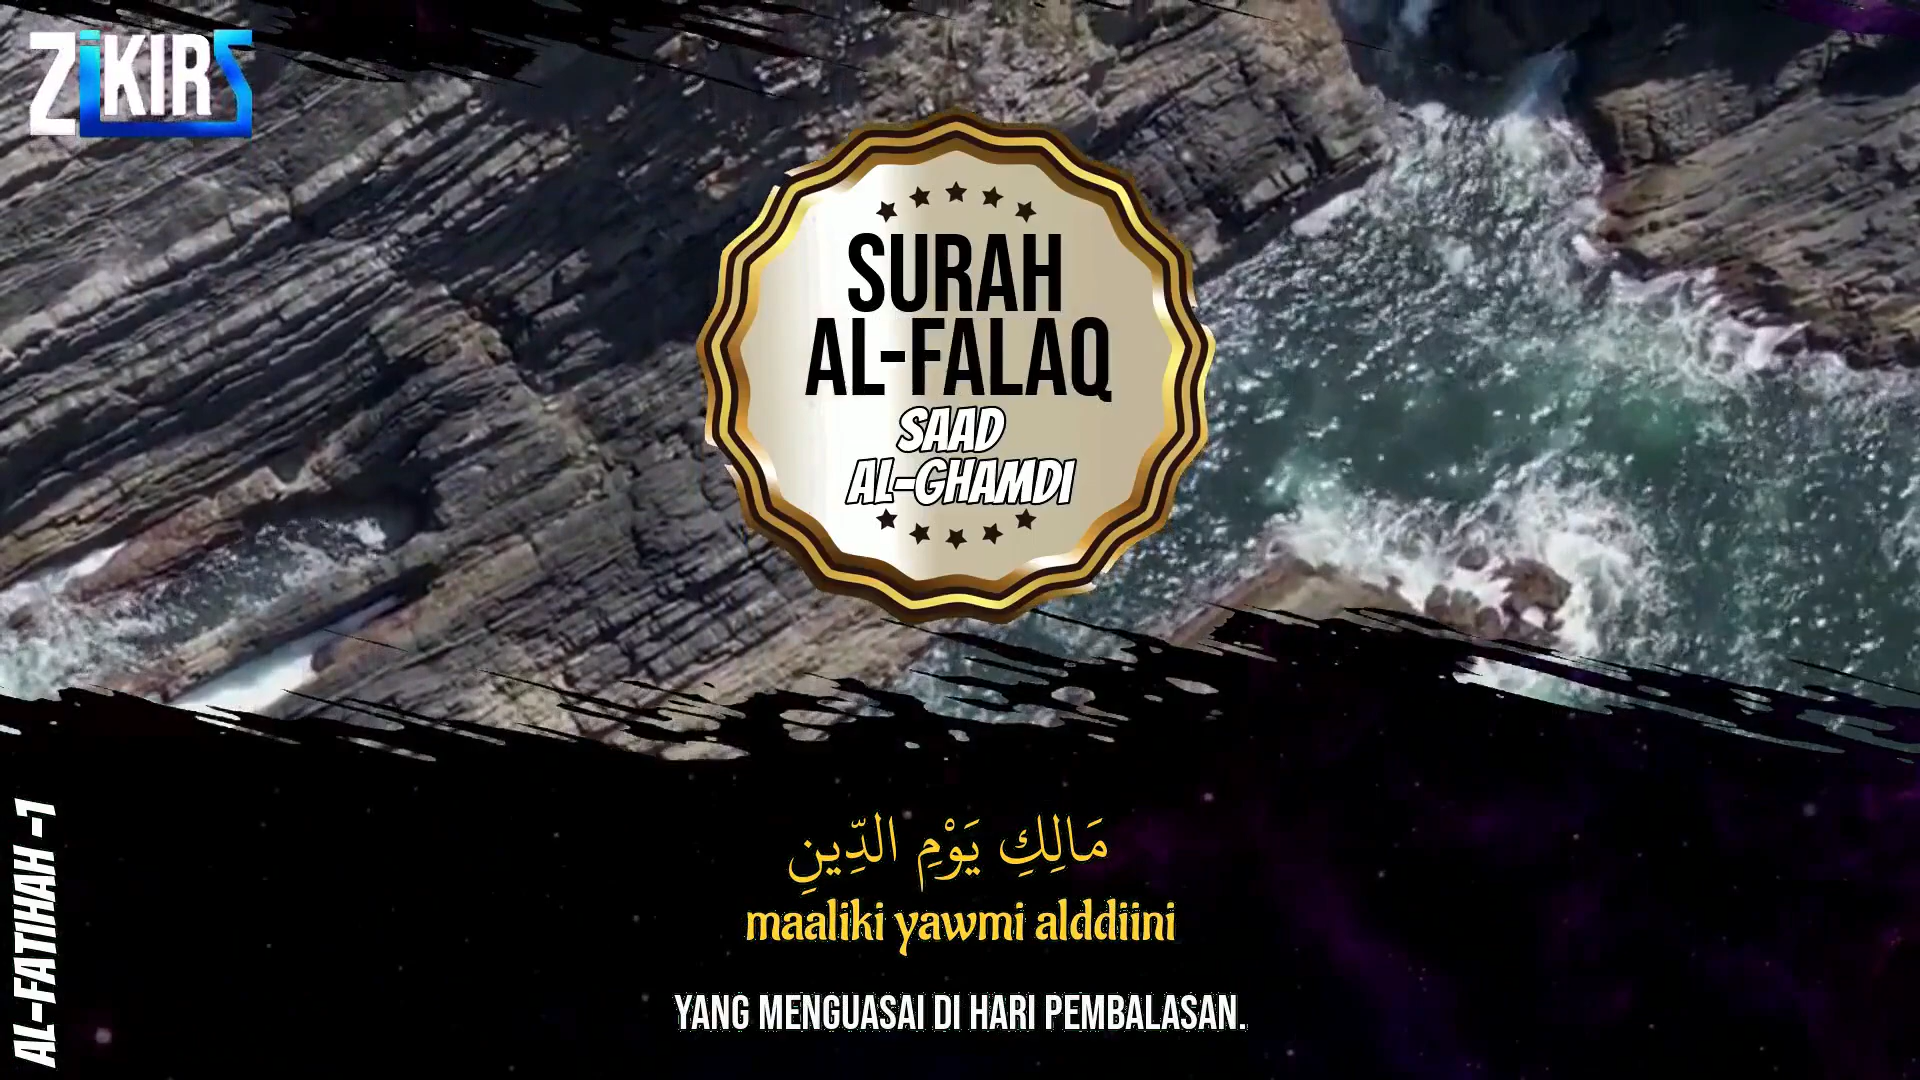 ZiKIRS
SURAH
AL-FALAQ
SAAD
AL-GHAMDI
مَالِكِ يَوْمِ الدِّينِ
maaliki yawmi alddiini
YANG MENGUASAI DI HARI PEMBALASAN.
AL-FATIHAH -1